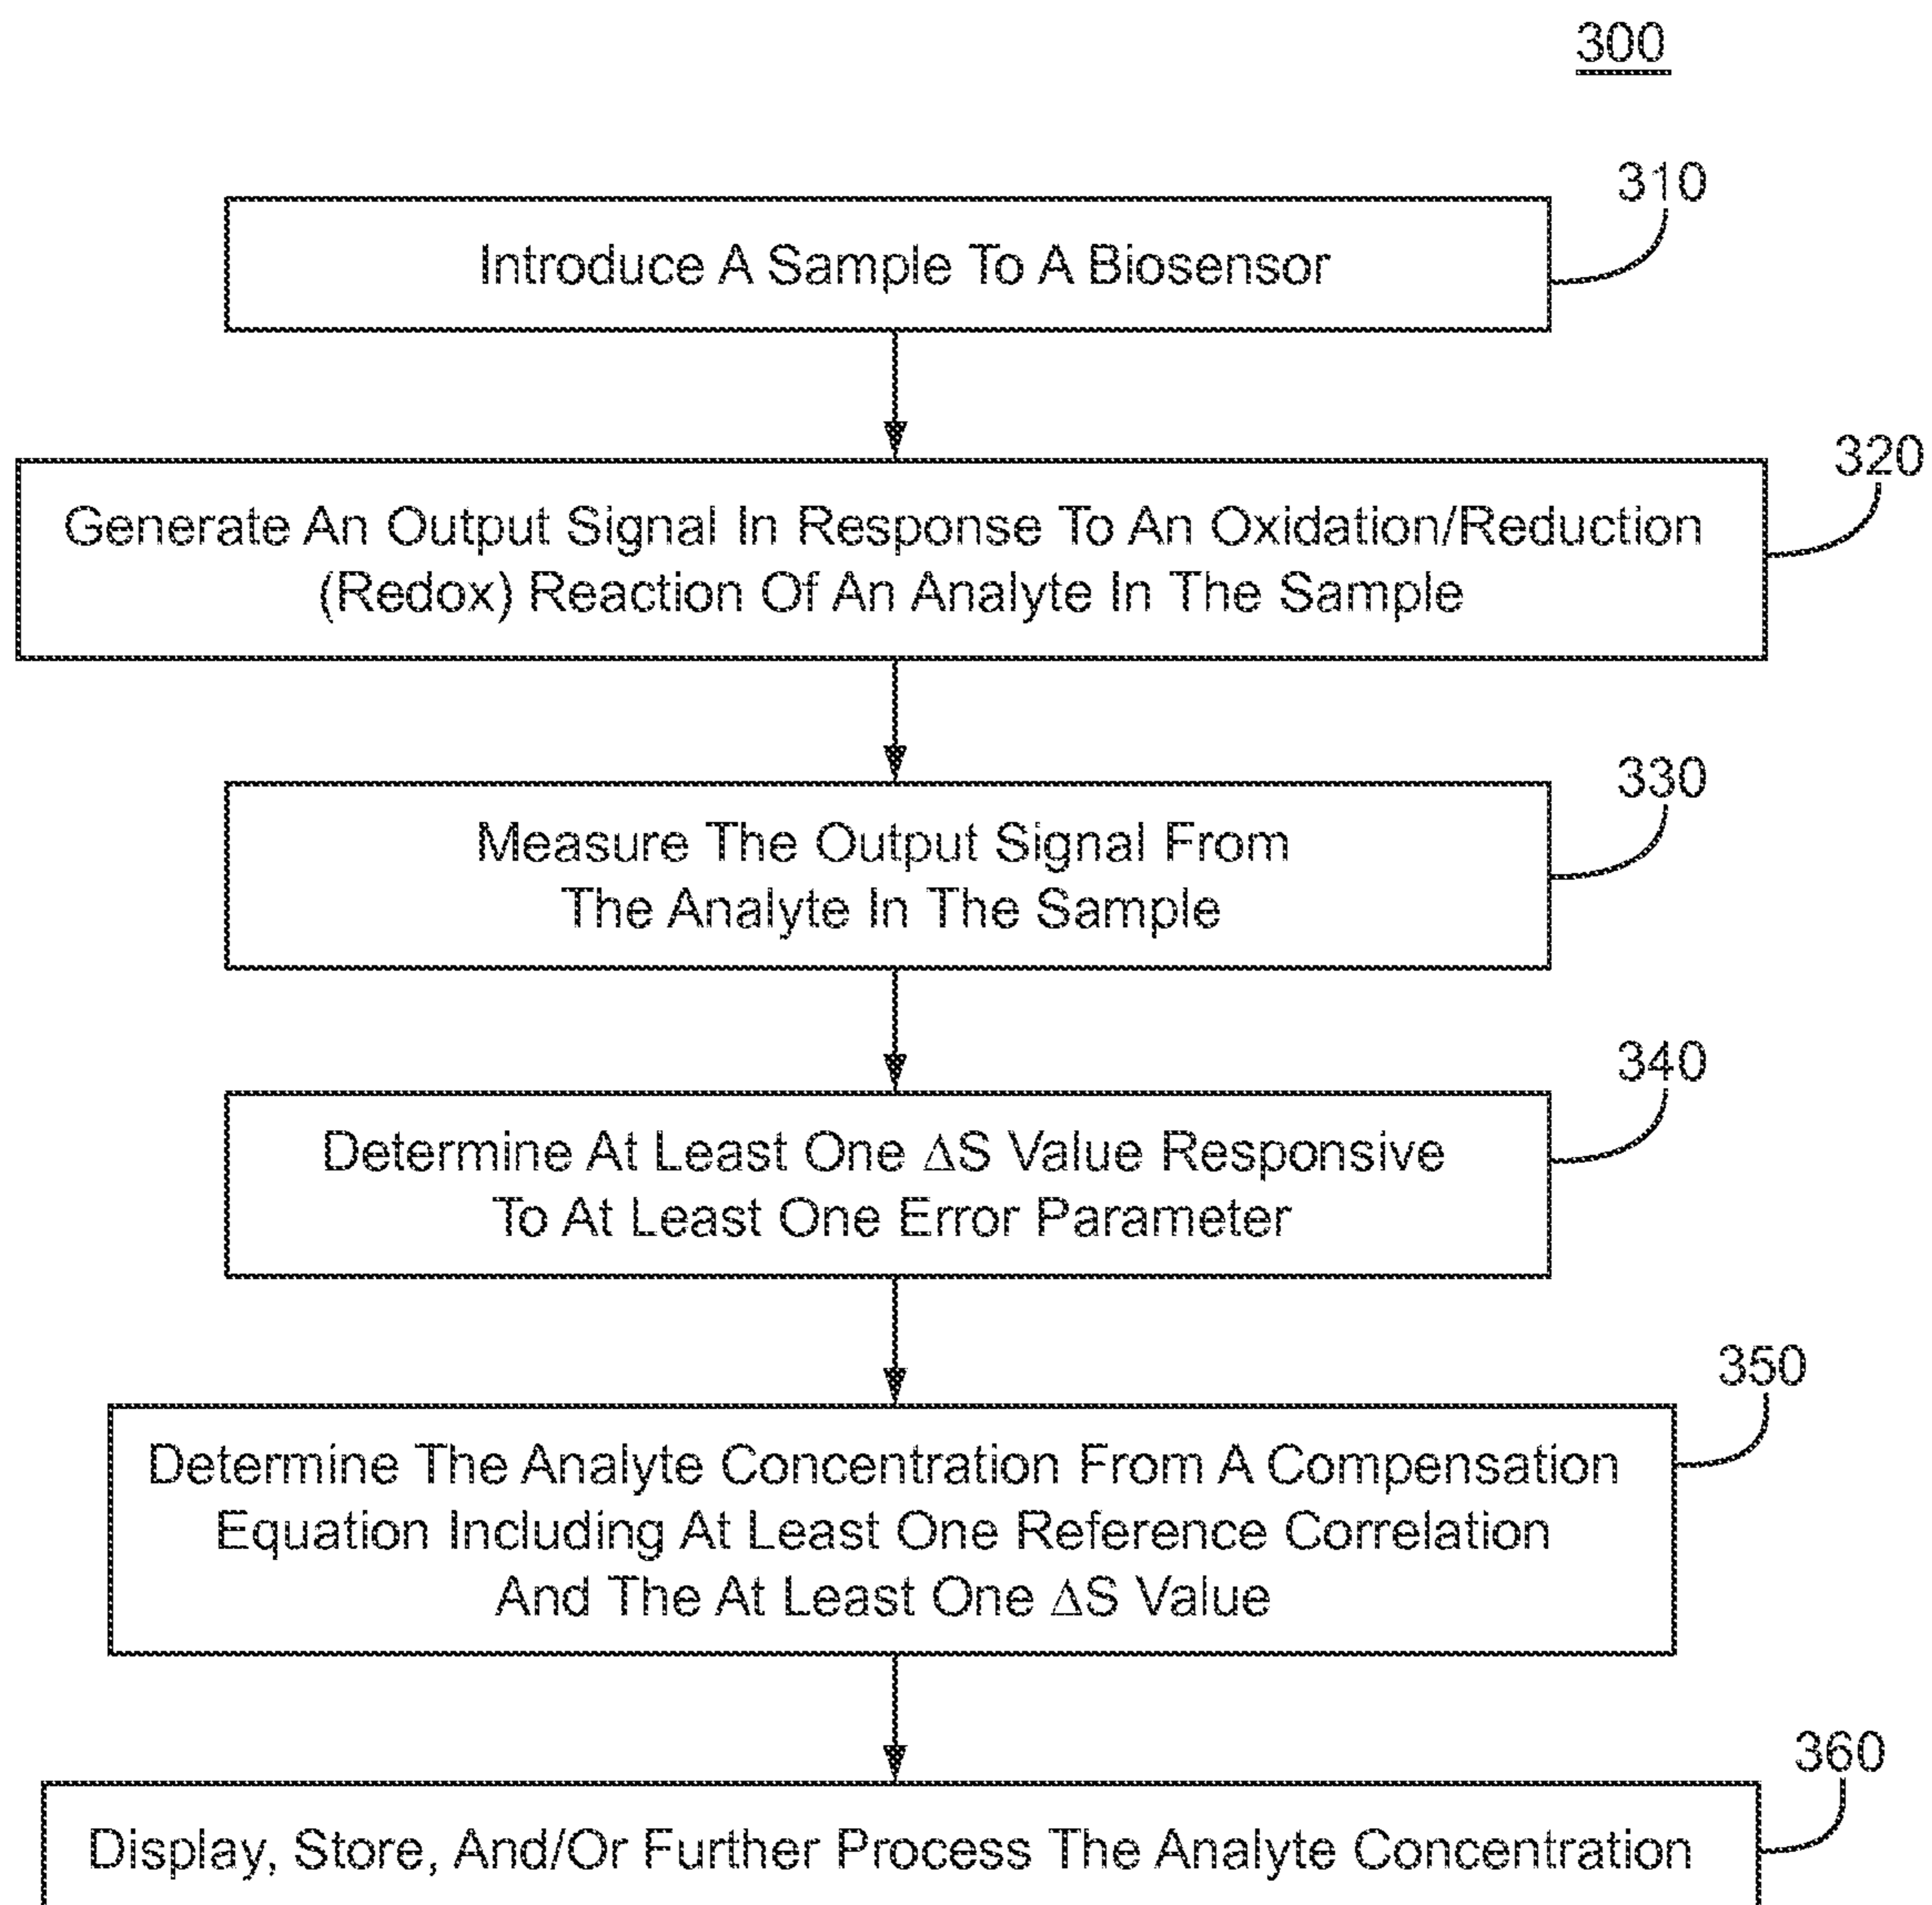 300
310
Introduce A Sample To A Biosensor
320
Generate An Output Signal In Response To An Oxidation/Reduction
(Redox) Reaction Of An Analyte In The Sample
330
Measure The Output Signal From
The Analyte In The Sample
340
Determine At Least One ΔS Value Responsive
To At Least One Error Parameter
350
Determine The Analyte Concentration From A Compensation
Equation Including At Least One Reference Correlation
And The At Least One ΔS Value
360
Display, Store, And/Or Further Process The Analyte Concentration